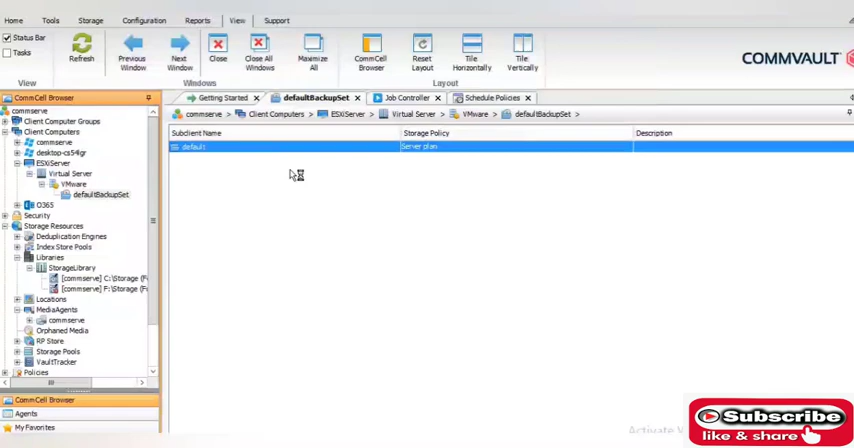 Home Tools Storage Configuration Reports View Support
Status Bar
Tasks
Refresh
Previous Window
Next Window
Close
Close All Windows
Maximize All
CommCell Browser
Reset Layout
Tile Horizontally
Tile Vertically
COMMVAULT
View Windows Layout
CommCell Browser
Getting Started defaultBackupSet Job Controller Schedule Policies
commserve > Client Computers > ESXiServer > Virtual Server > VMware > defaultBackupSet >
Subclient Name Storage Policy Description
default Server plan
commserve
Client Computer Groups
Client Computers
commserve
desktop-cs54lgr
ESXiServer
Virtual Server
VMware
defaultBackupSet
O365
Security
Storage Resources
Deduplication Engines
Index Store Pools
Libraries
StorageLibrary
[commserve] C:\Storage (F
[commserve] F:\Storage (F
Locations
MediaAgents
commserve
Orphaned Media
RP Store
Storage Pools
VaultTracker
Policies
CommCell Browser
Agents
My Favorites
Activate
Subscribe
like & share